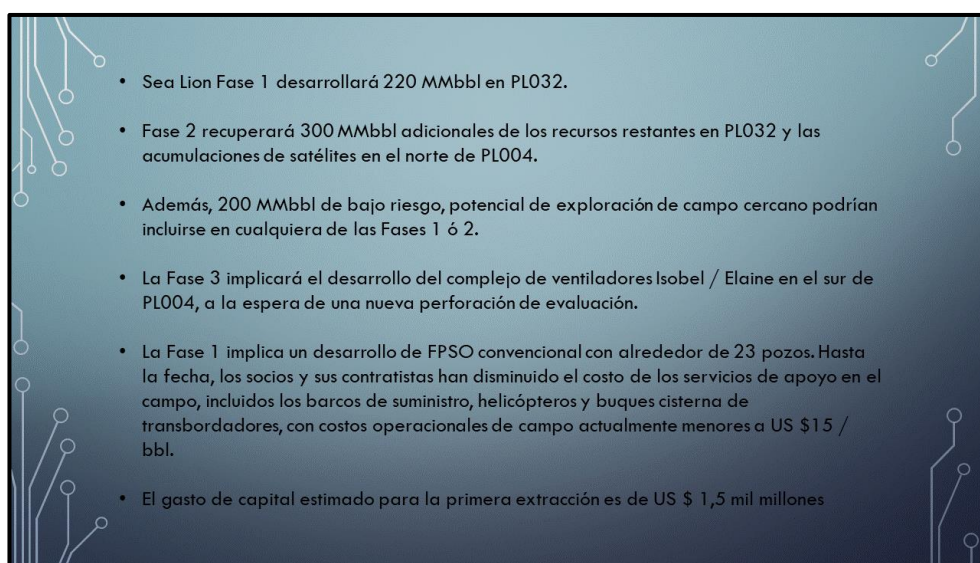 • Sea Lion Fase 1 desarrollará 220 MMbbl en PL032.
• Fase 2 recuperará 300 MMbbl adicionales de los recursos restantes en PL032 y las
acumulaciones de satélites en el norte de PL004.
• Además, 200 MMbbl de bajo riesgo, potencial de exploración de campo cercano podrían
incluirse en cualquiera de las Fases 1 ó 2.
• La Fase 3 implicará el desarrollo del complejo de ventiladores Isobel / Elaine en el sur de
PL004, a la espera de una nueva perforación de evaluación.
• La Fase 1 implica un desarrollo de FPSO convencional con alrededor de 23 pozos. Hasta
la fecha, los socios y sus contratistas han disminuido el costo de los servicios de apoyo en el
campo, incluidos los barcos de suministro, helicópteros y buques cisterna de
transbordadores, con costos operacionales de campo actualmente menores a US $15 /
bbl.
• El gasto de capital estimado para la primera extracción es de US $ 1,5 mil millones